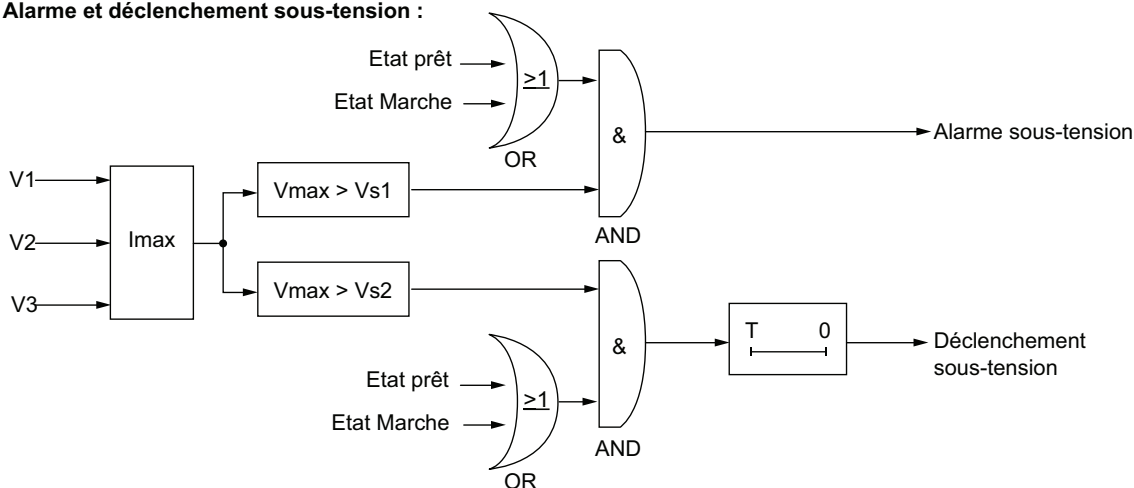 Alarme et déclenchement sous-tension :
Etat prêt
Etat Marche
≥1
OR
&
AND
Alarme sous-tension
V1
V2
V3
Imax
Vmax > Vs1
Vmax > Vs2
&
AND
T 0
Déclenchement
sous-tension
Etat prêt
Etat Marche
≥1
OR